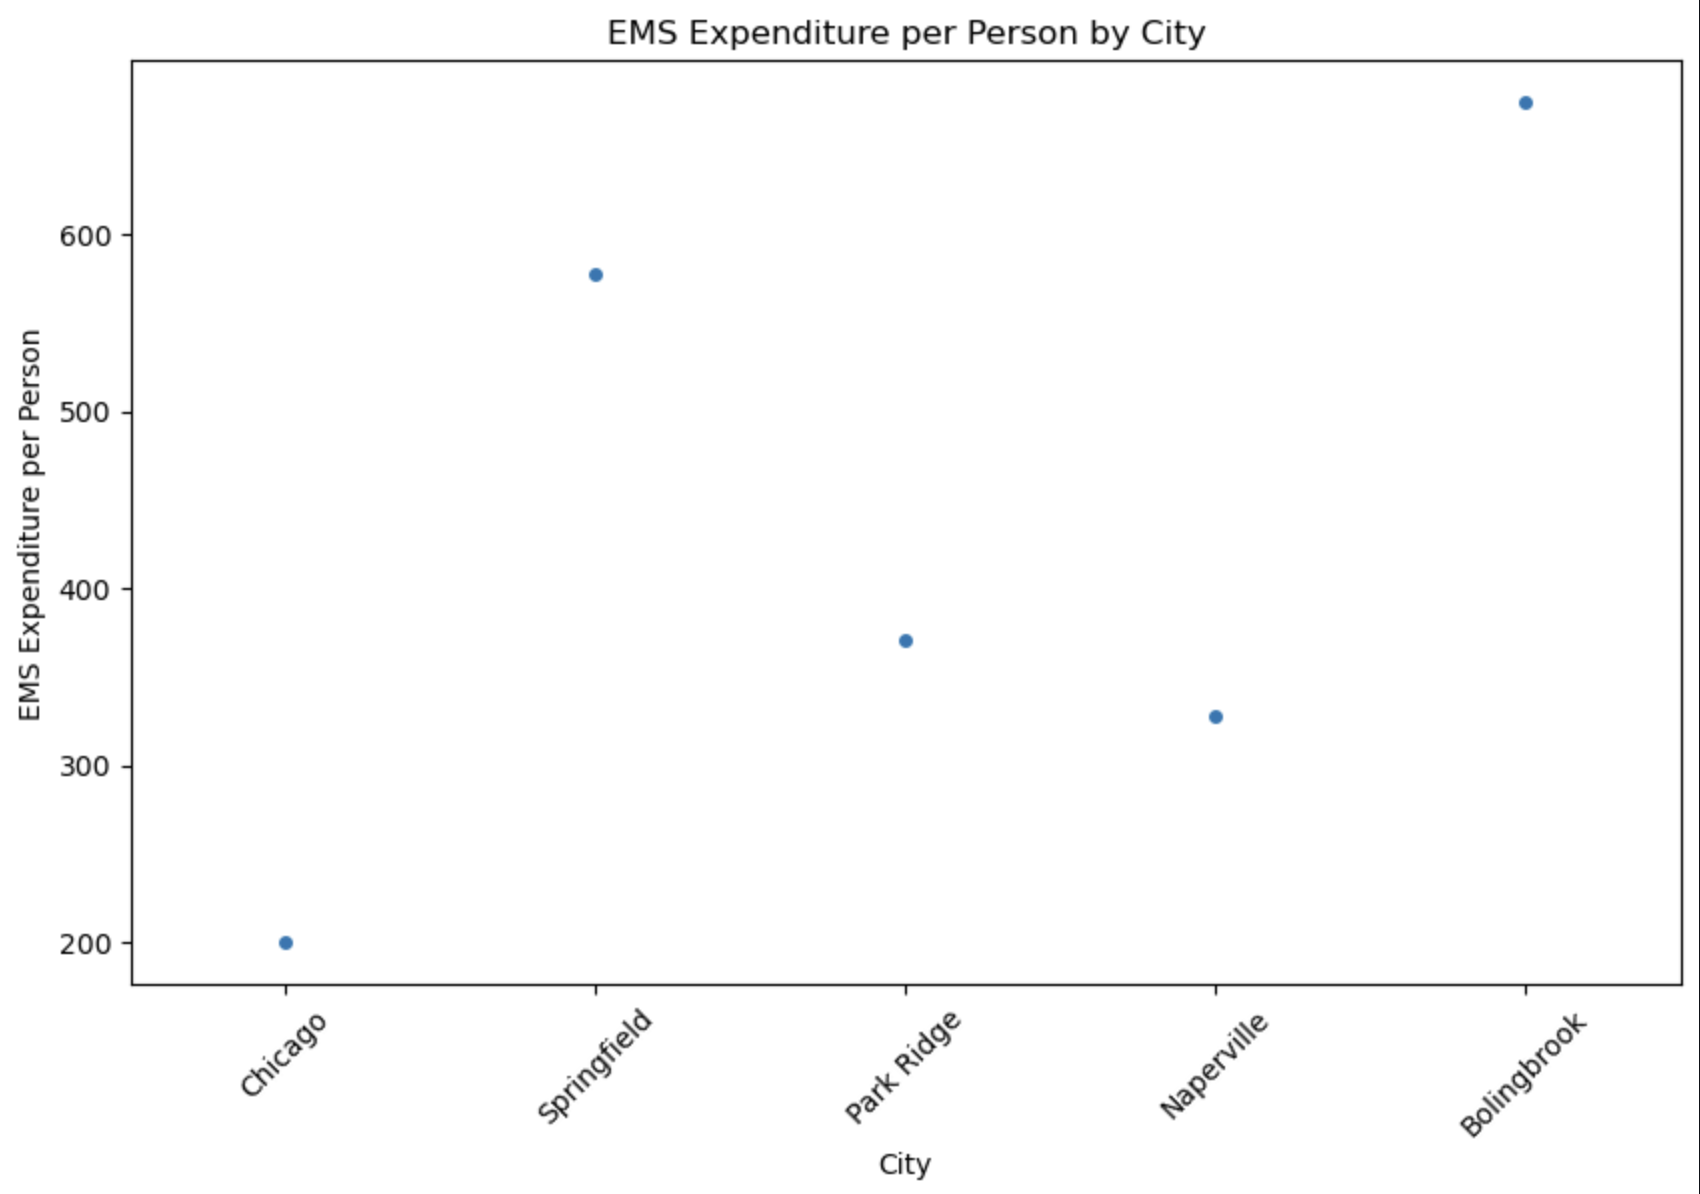 EMS Expenditure per Person by City
EMS Expenditure per Person
600
500
400
300
200
Chicago
Springfield
Park Ridge
Naperville
Bolingbrook
City